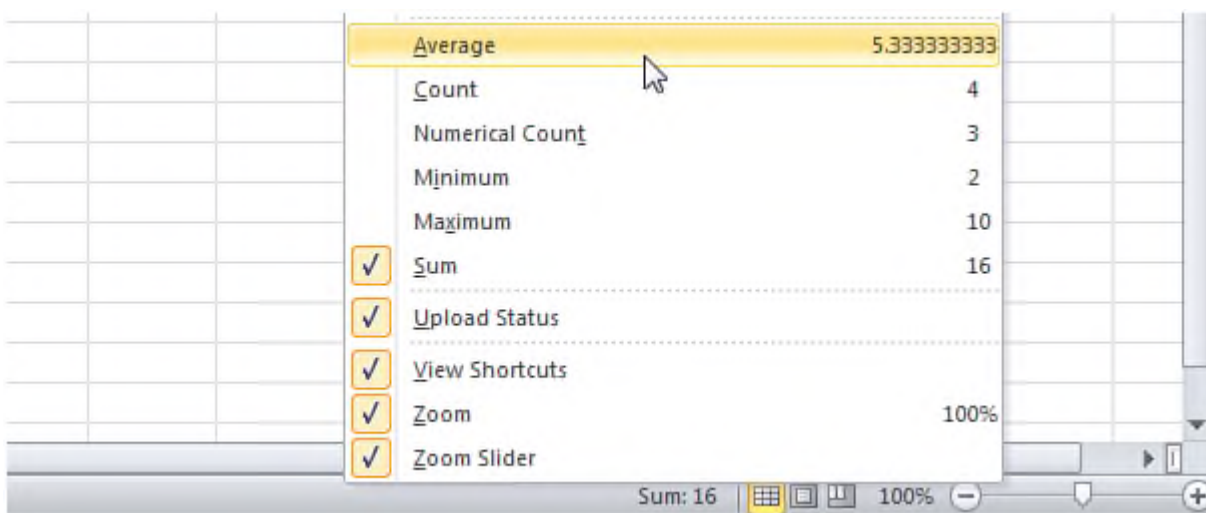 Average 5.333333333
Count 4
Numerical Count 3
Minimum 2
Maximum 10
Sum 16
Upload Status
View Shortcuts
Zoom 100%
Zoom Slider
Sum: 16 100%